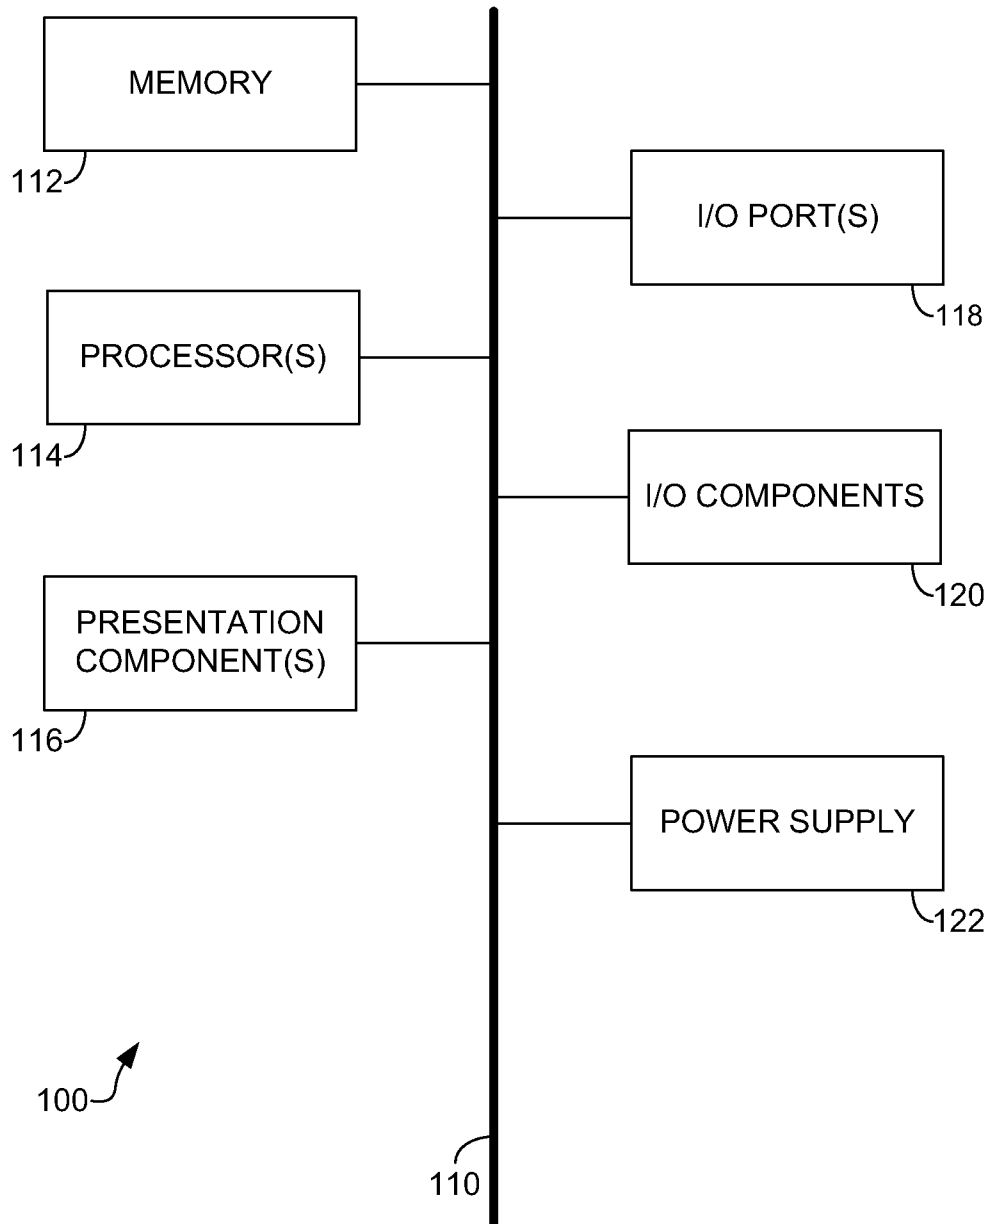 MEMORY
112
I/O PORT(S)
118
PROCESSOR(S)
114
I/O COMPONENTS
120
PRESENTATION
COMPONENT(S)
116
POWER SUPPLY
122
100
110